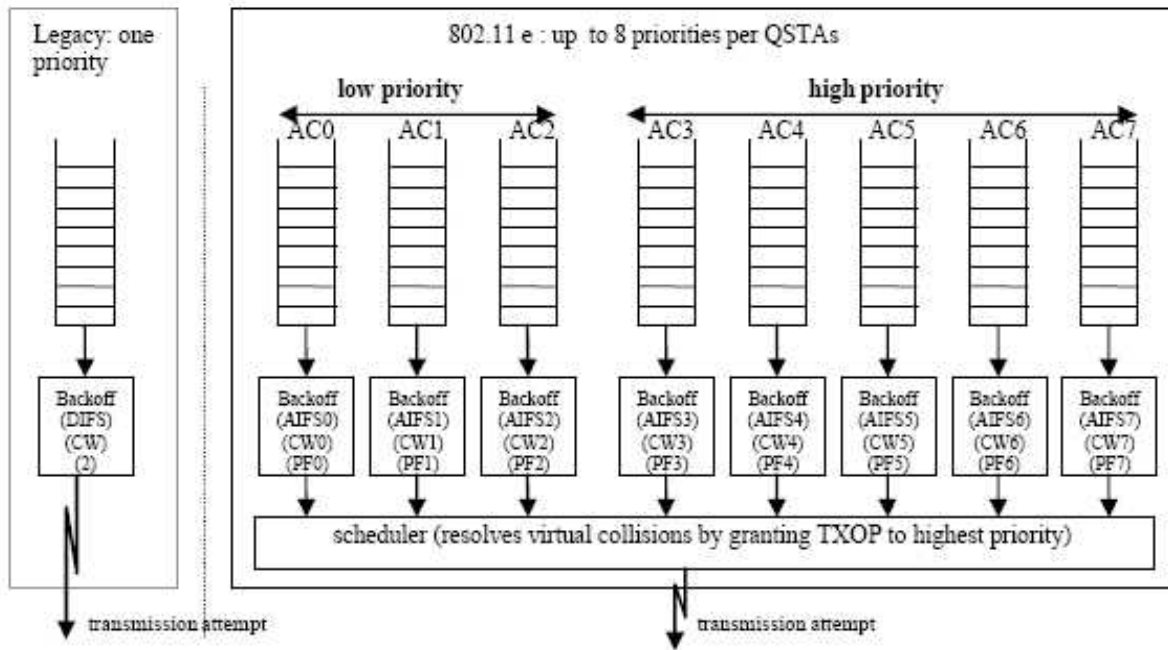 Legacy: one
priority
802.11 e : up to 8 priorities per QSTAs
low priority
high priority
AC0
AC1
AC2
AC3
AC4
AC5
AC6
AC7
Backoff
(DIFS)
(CW)
(2)
Backoff
(AIFS0)
(CW0)
(PF0)
Backoff
(AIFS1)
(CW1)
(PF1)
Backoff
(AIFS2)
(CW2)
(PF2)
Backoff
(AIFS3)
(CW3)
(PF3)
Backoff
(AIFS4)
(CW4)
(PF4)
Backoff
(AIFS5)
(CW5)
(PF5)
Backoff
(AIFS6)
(CW6)
(PF6)
Backoff
(AIFS7)
(CW7)
(PF7)
scheduler (resolves virtual collisions by granting TXOP to highest priority)
transmission attempt
transmission attempt